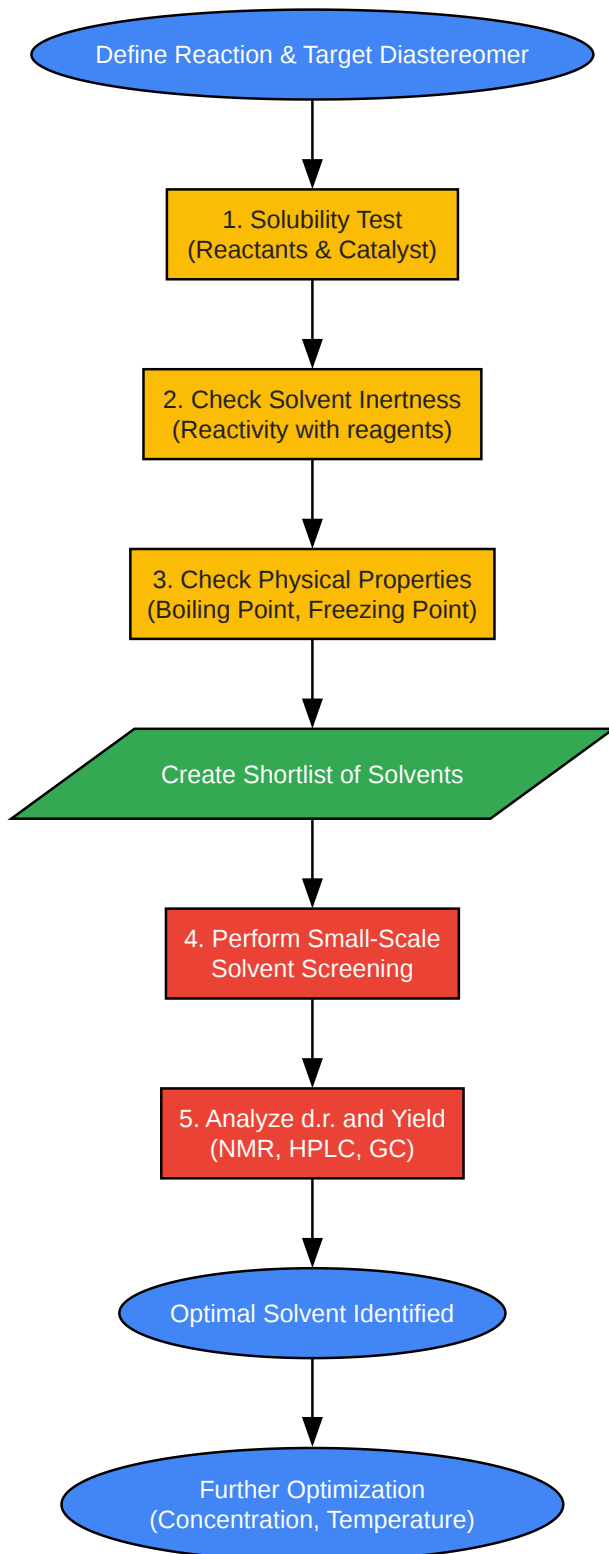 Define Reaction & Target Diastereomer
1. Solubility Test
(Reactants & Catalyst)
2. Check Solvent Inertness
(Reactivity with reagents)
3. Check Physical Properties
(Boiling Point, Freezing Point)
Create Shortlist of Solvents
4. Perform Small-Scale
Solvent Screening
5. Analyze d.r. and Yield
(NMR, HPLC, GC)
Optimal Solvent Identified
Further Optimization
(Concentration, Temperature)